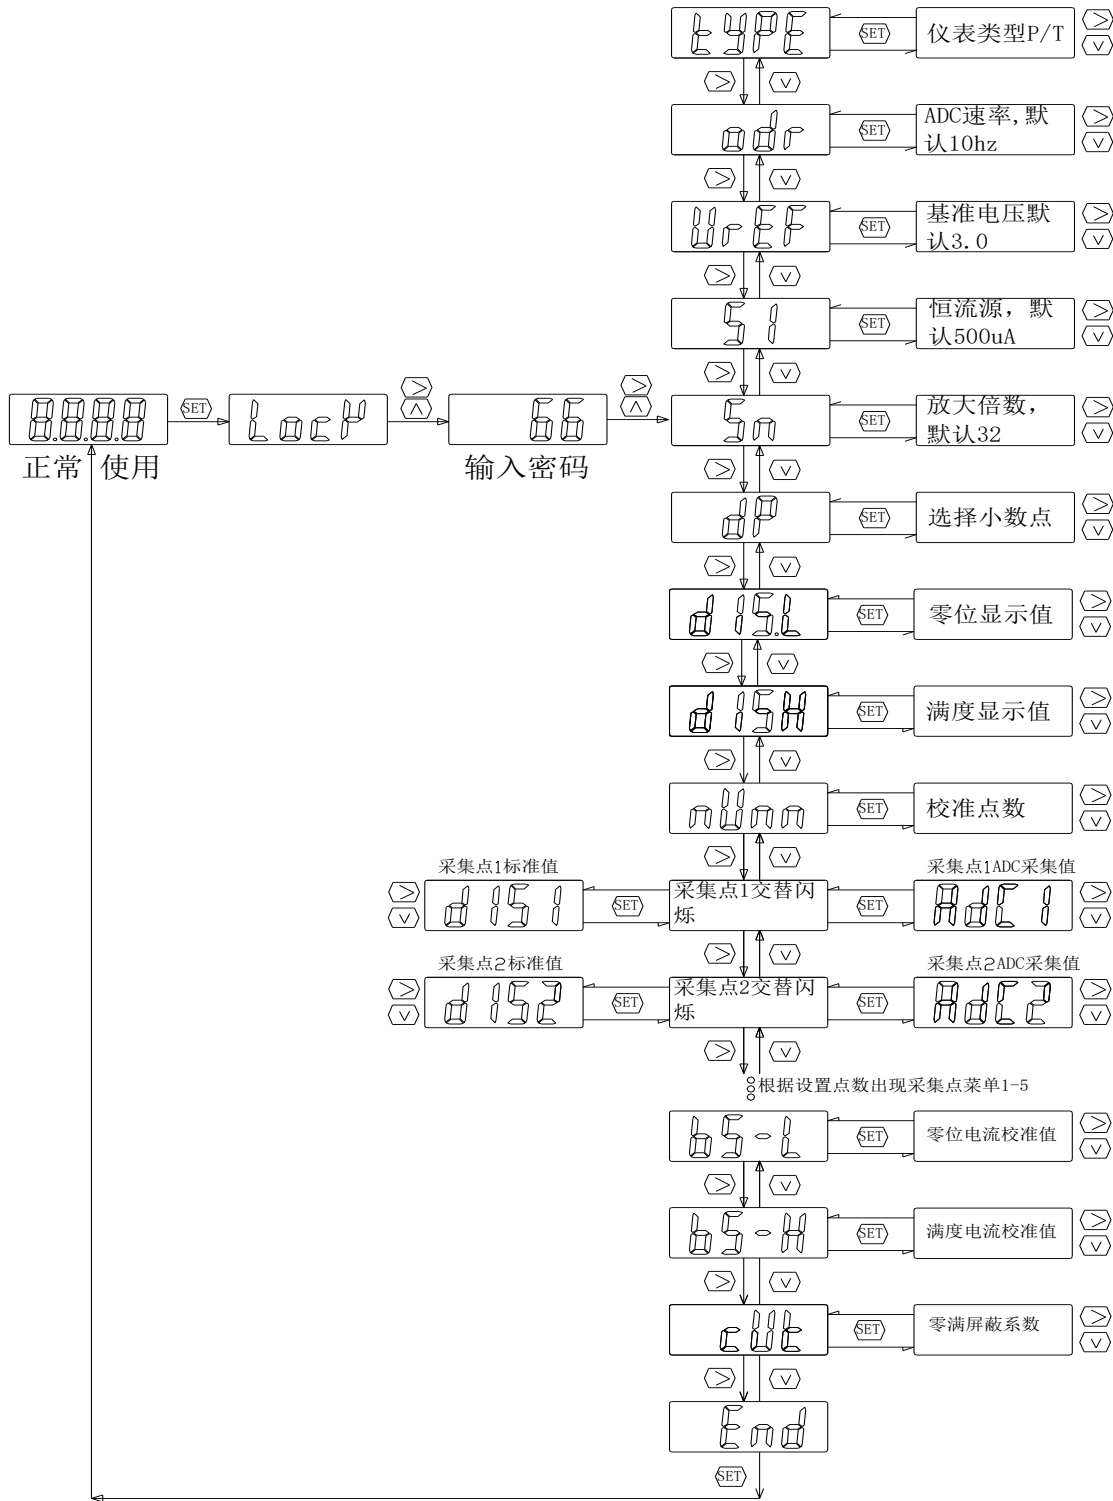 tYPE
SET
仪表类型P/T
odr
SET
ADC速率,默
认10hz
UrEF
SET
基准电压默
认3.0
S1
SET
恒流源，默
认500uA
8.8.8.8
SET
Loc
66
Sn
SET
放大倍数，
默认32
正常 使用
输入密码
dP
SET
选择小数点
dIS.L
SET
零位显示值
dISH
SET
满度显示值
nUnn
SET
校准点数
采集点1标准值
采集点1ADC采集值
dIS1
SET
采集点1交替闪
烁
SET
AdC1
采集点2标准值
采集点2ADC采集值
dIS2
SET
采集点2交替闪
烁
SET
AdC2
根据设置点数出现采集点菜单1-5
bS-L
SET
零位电流校准值
bS-H
SET
满度电流校准值
cUt
SET
零满屏蔽系数
End
SET